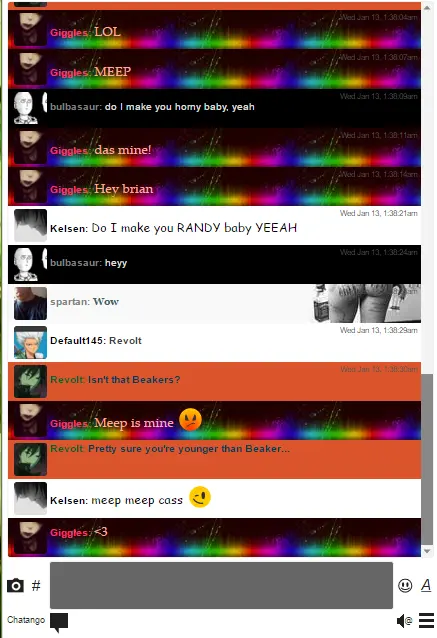 Wed Jan 13, 1:38:04am
Giggles: LOL
Wed Jan 13, 1:38:07am
Giggles: MEEP
Wed Jan 13, 1:38:09am
bulbasaur: do I make you horny baby, yeah
Wed Jan 13, 1:38:11am
Giggles: das mine!
Wed Jan 13, 1:38:14am
Giggles: Hey brian
Wed Jan 13, 1:38:21am
Kelsen: Do I make you RANDY baby YEEAH
Wed Jan 13, 1:38:24am
bulbasaur: heyy
spartan: Wow
Wed Jan 13, 1:38:29am
Default145: Revolt
Wed Jan 13, 1:38:30am
Revolt: Isn't that Beakers?
Giggles: Meep is mine
Revolt: Pretty sure you're younger than Beaker...
Kelsen: meep meep cass
Giggles: <3
# A
Chatango @